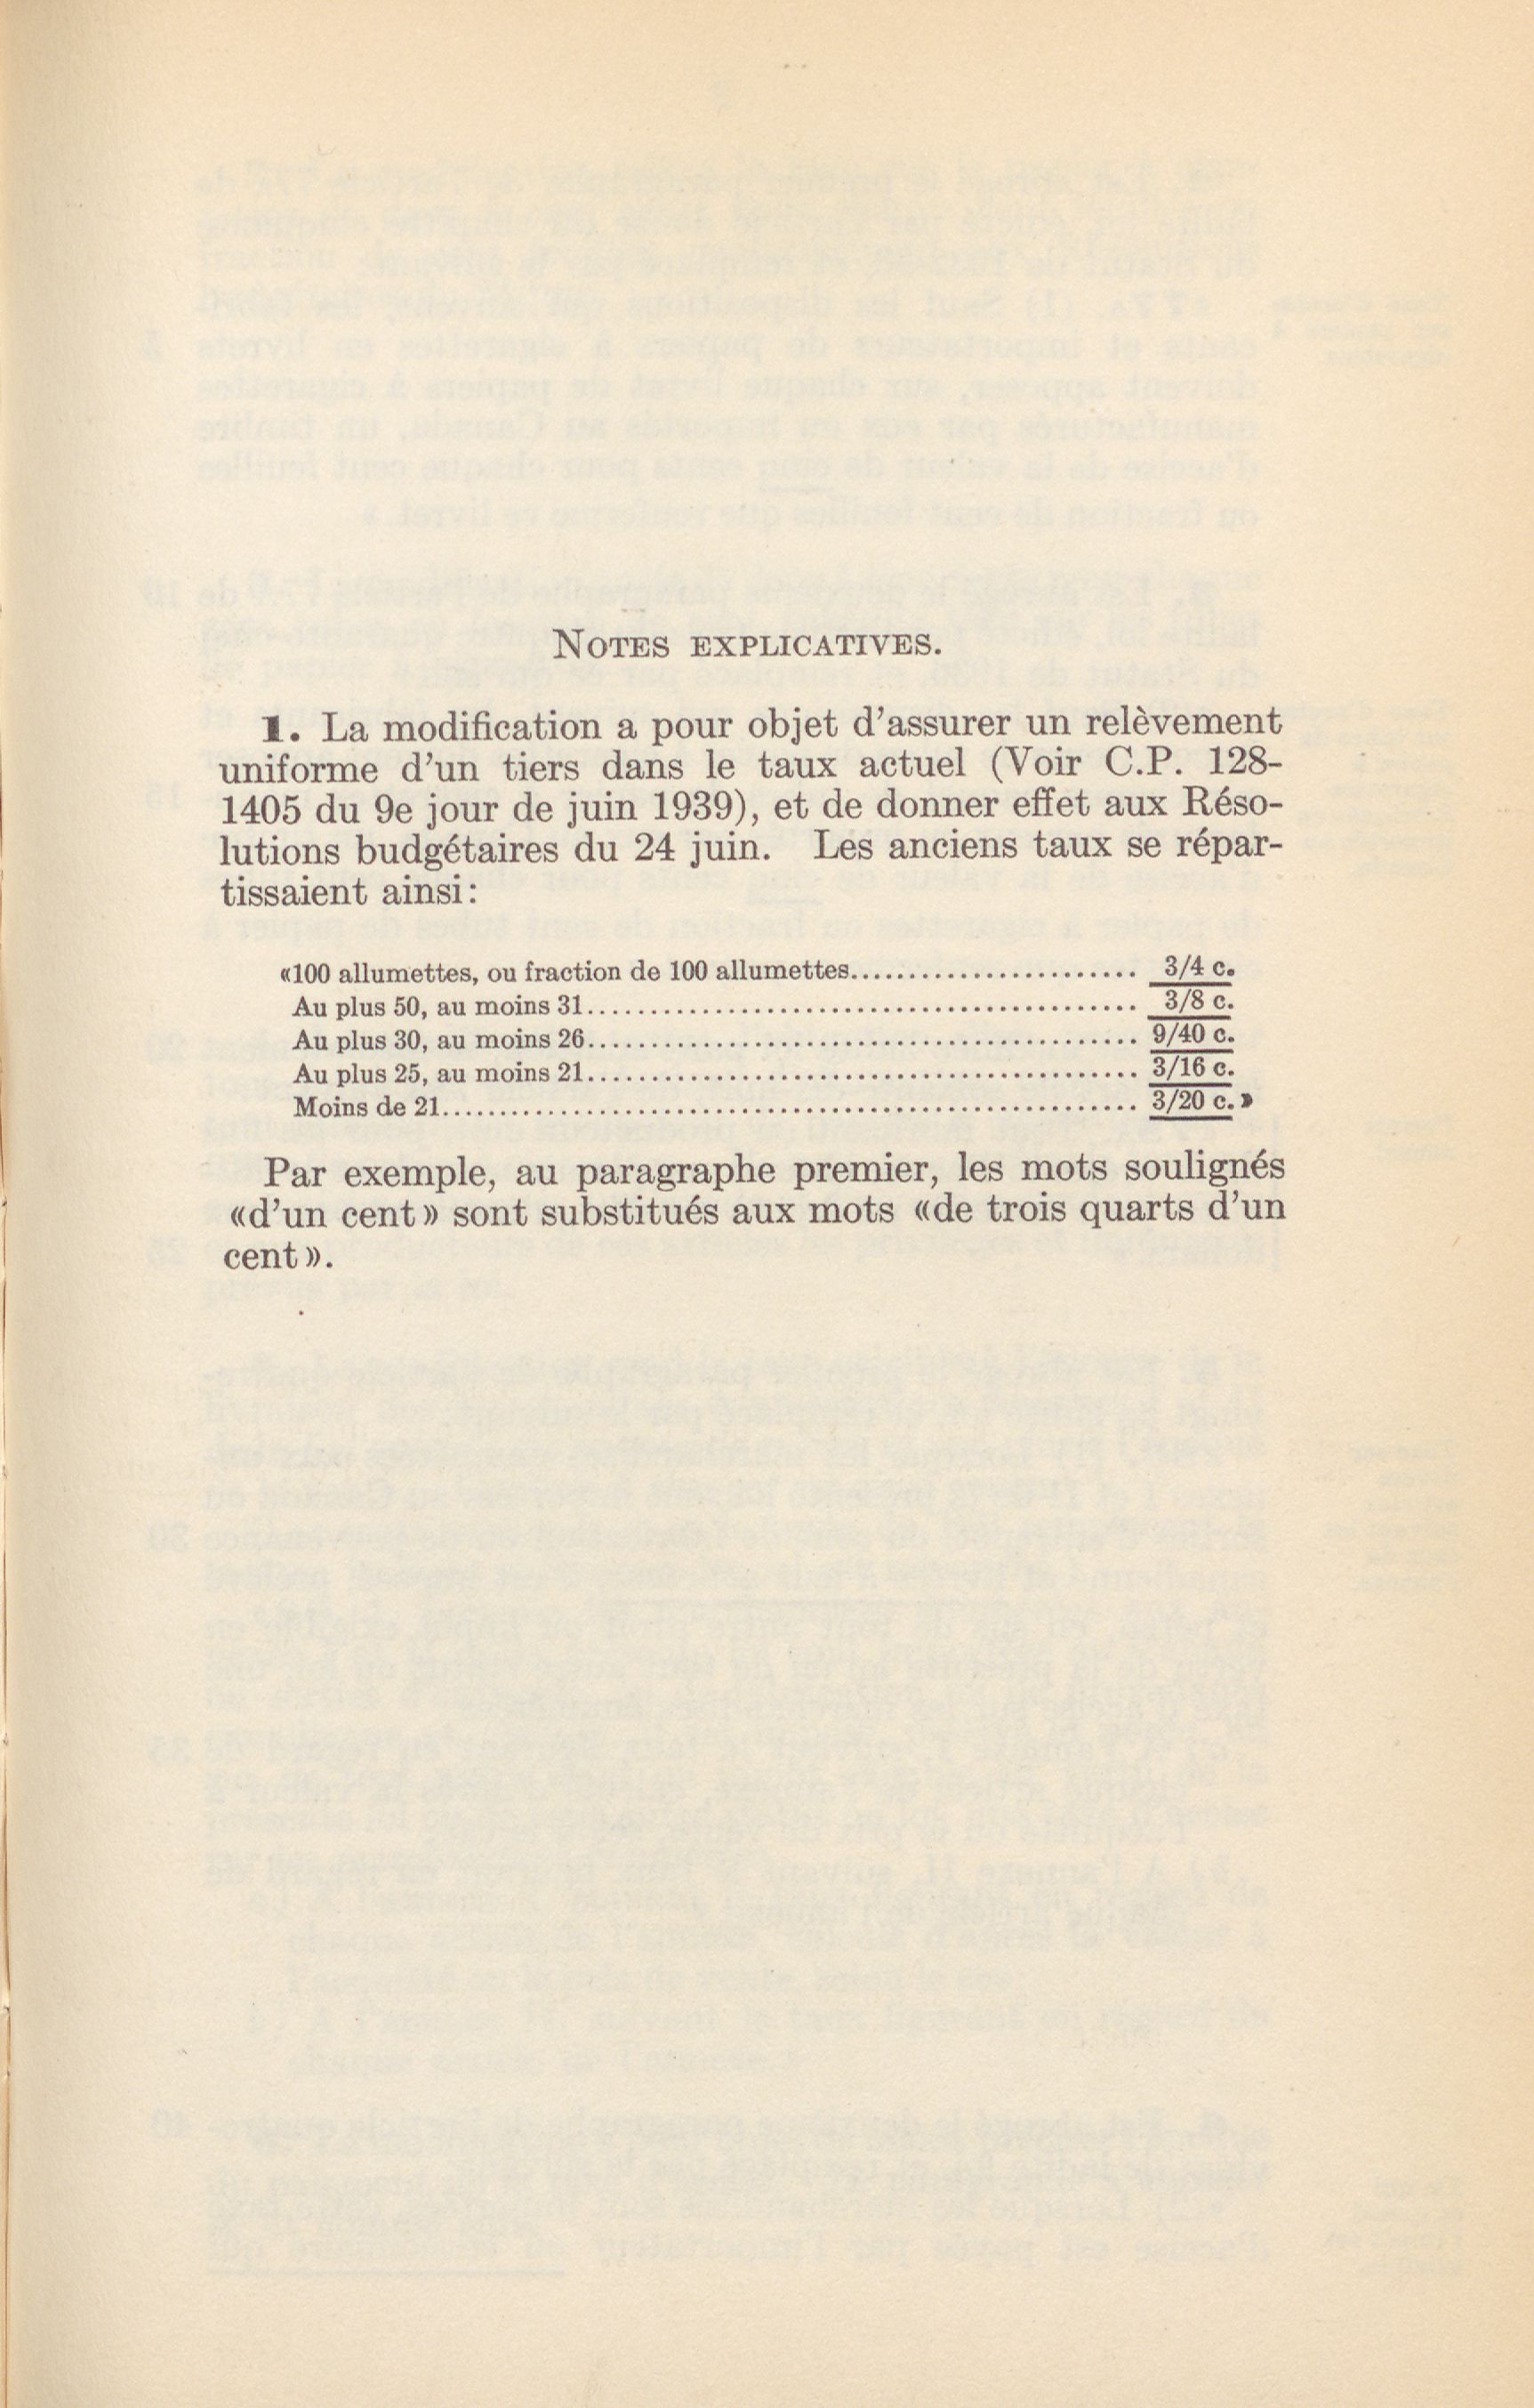 NOTES EXPLICATIVES.
1. La modification a pour objet d'assurer un relèvement
uniforme d'un tiers dans le taux actuel (Voir C.P. 128-
1405 du 9e jour de juin 1939), et de donner effet aux Réso-
lutions budgétaires du 24 juin. Les anciens taux se répar-
tissaient ainsi:
«100 allumettes, ou fraction de 100 allumettes........................ 3/4 c.
Au plus 50, au moins 31............................................... 3/8 c.
Au plus 30, au moins 26............................................... 9/40 c.
Au plus 25, au moins 21............................................... 3/16 c.
Moins de 21........................................................... 3/20 c.»
Par exemple, au paragraphe premier, les mots soulignés
«d'un cent» sont substitués aux mots «de trois quarts d'un
cent».